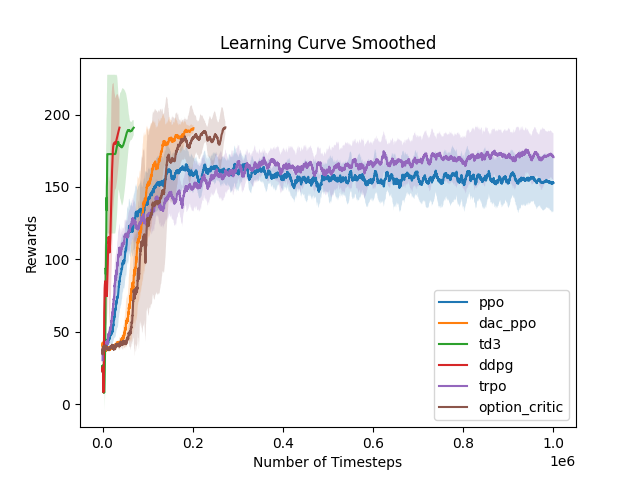 Learning Curve Smoothed
Rewards
200
150
100
50
0
0.0 0.2 0.4 0.6 0.8 1.0
1e6
Number of Timesteps
ppo
dac_ppo
td3
ddpg
trpo
option_critic